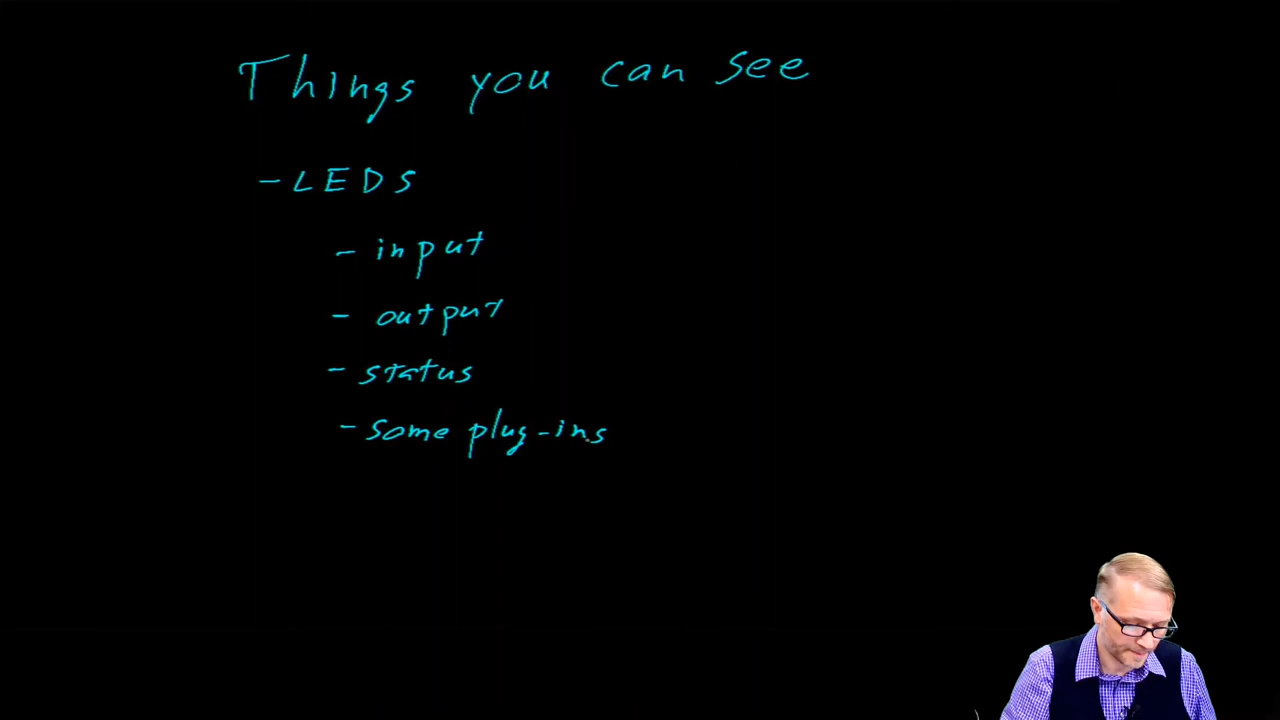 Things you can see
- LEDS
- input
- output
- status
- some plug-ins